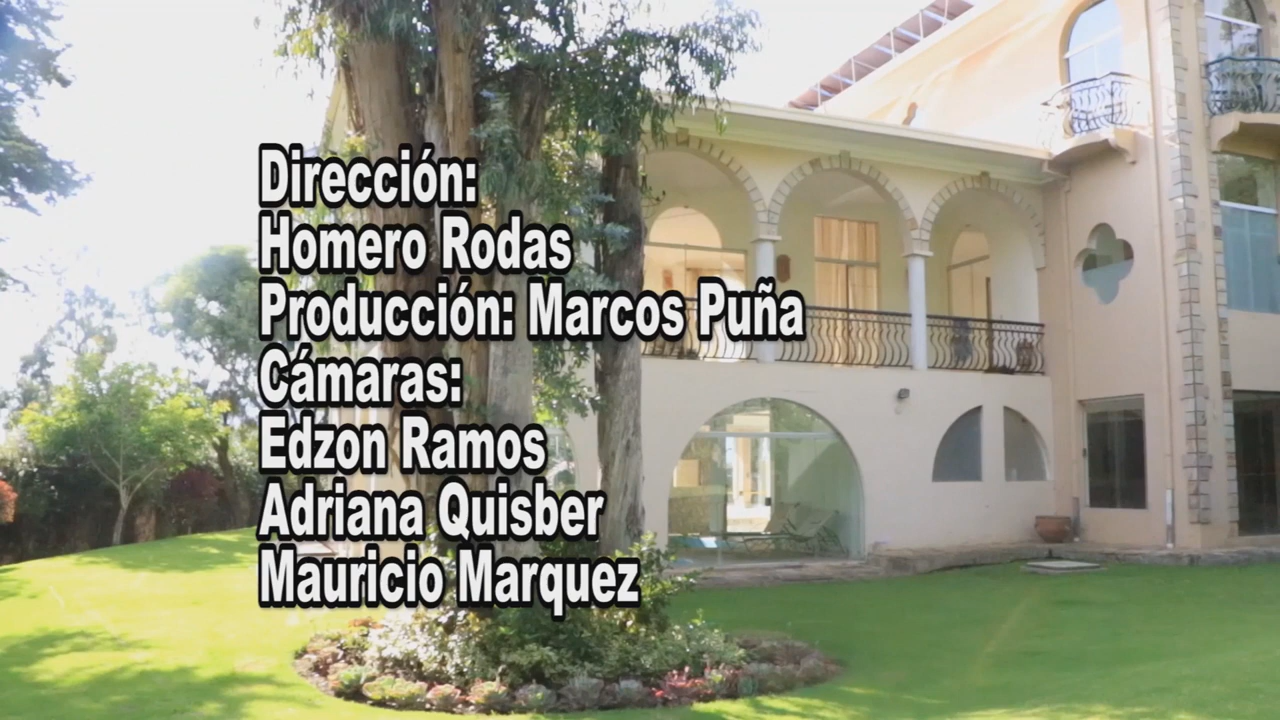 Dirección:
Homero Rodas
Producción: Marcos Puña
Cámaras:
Edzon Ramos
Adriana Quisber
Mauricio Marquez